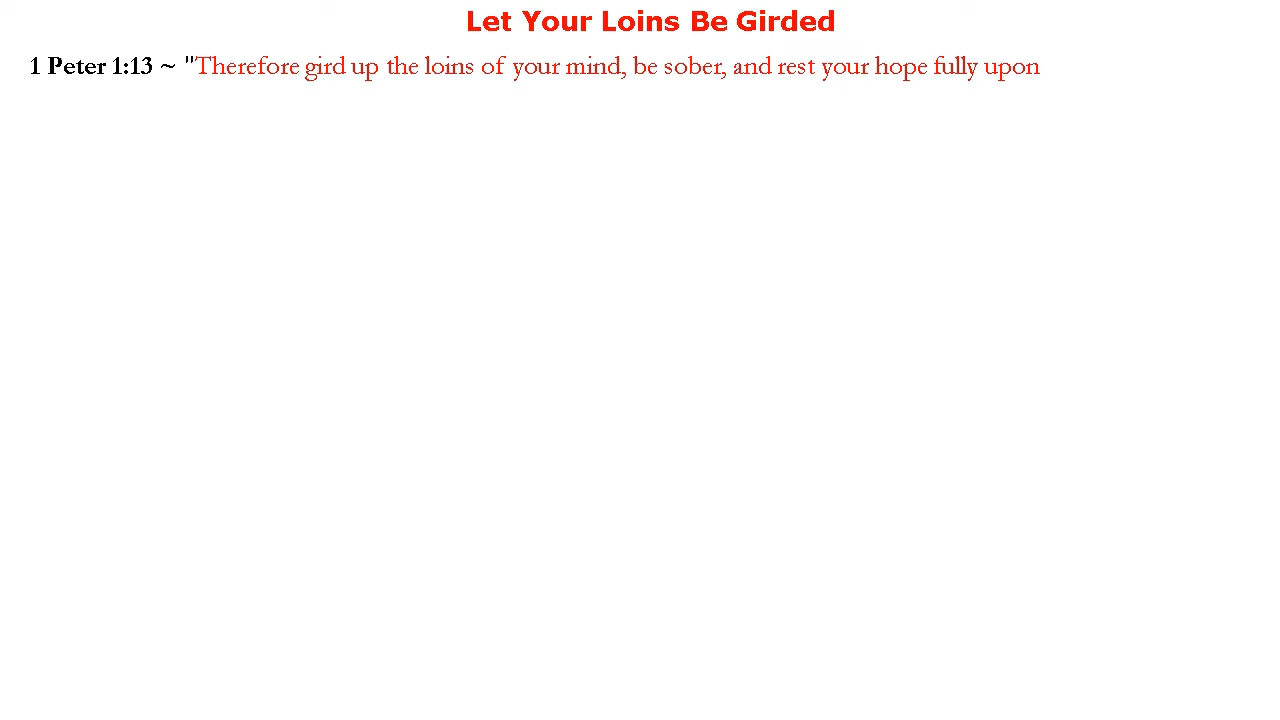 Let Your Loins Be Girded
1 Peter 1:13 ~ "Therefore gird up the loins of your mind, be sober, and rest your hope fully upon